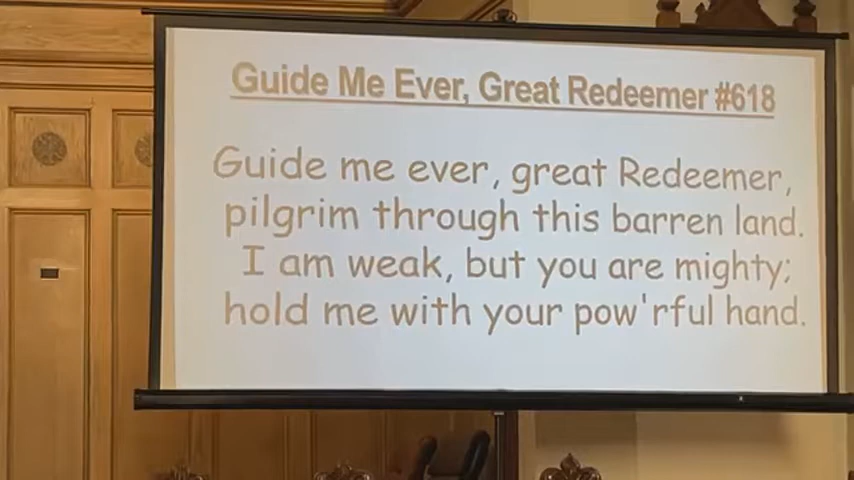 Guide Me Ever, Great Redeemer #618
Guide me ever, great Redeemer,
pilgrim through this barren land.
I am weak, but you are mighty;
hold me with your pow'rful hand.